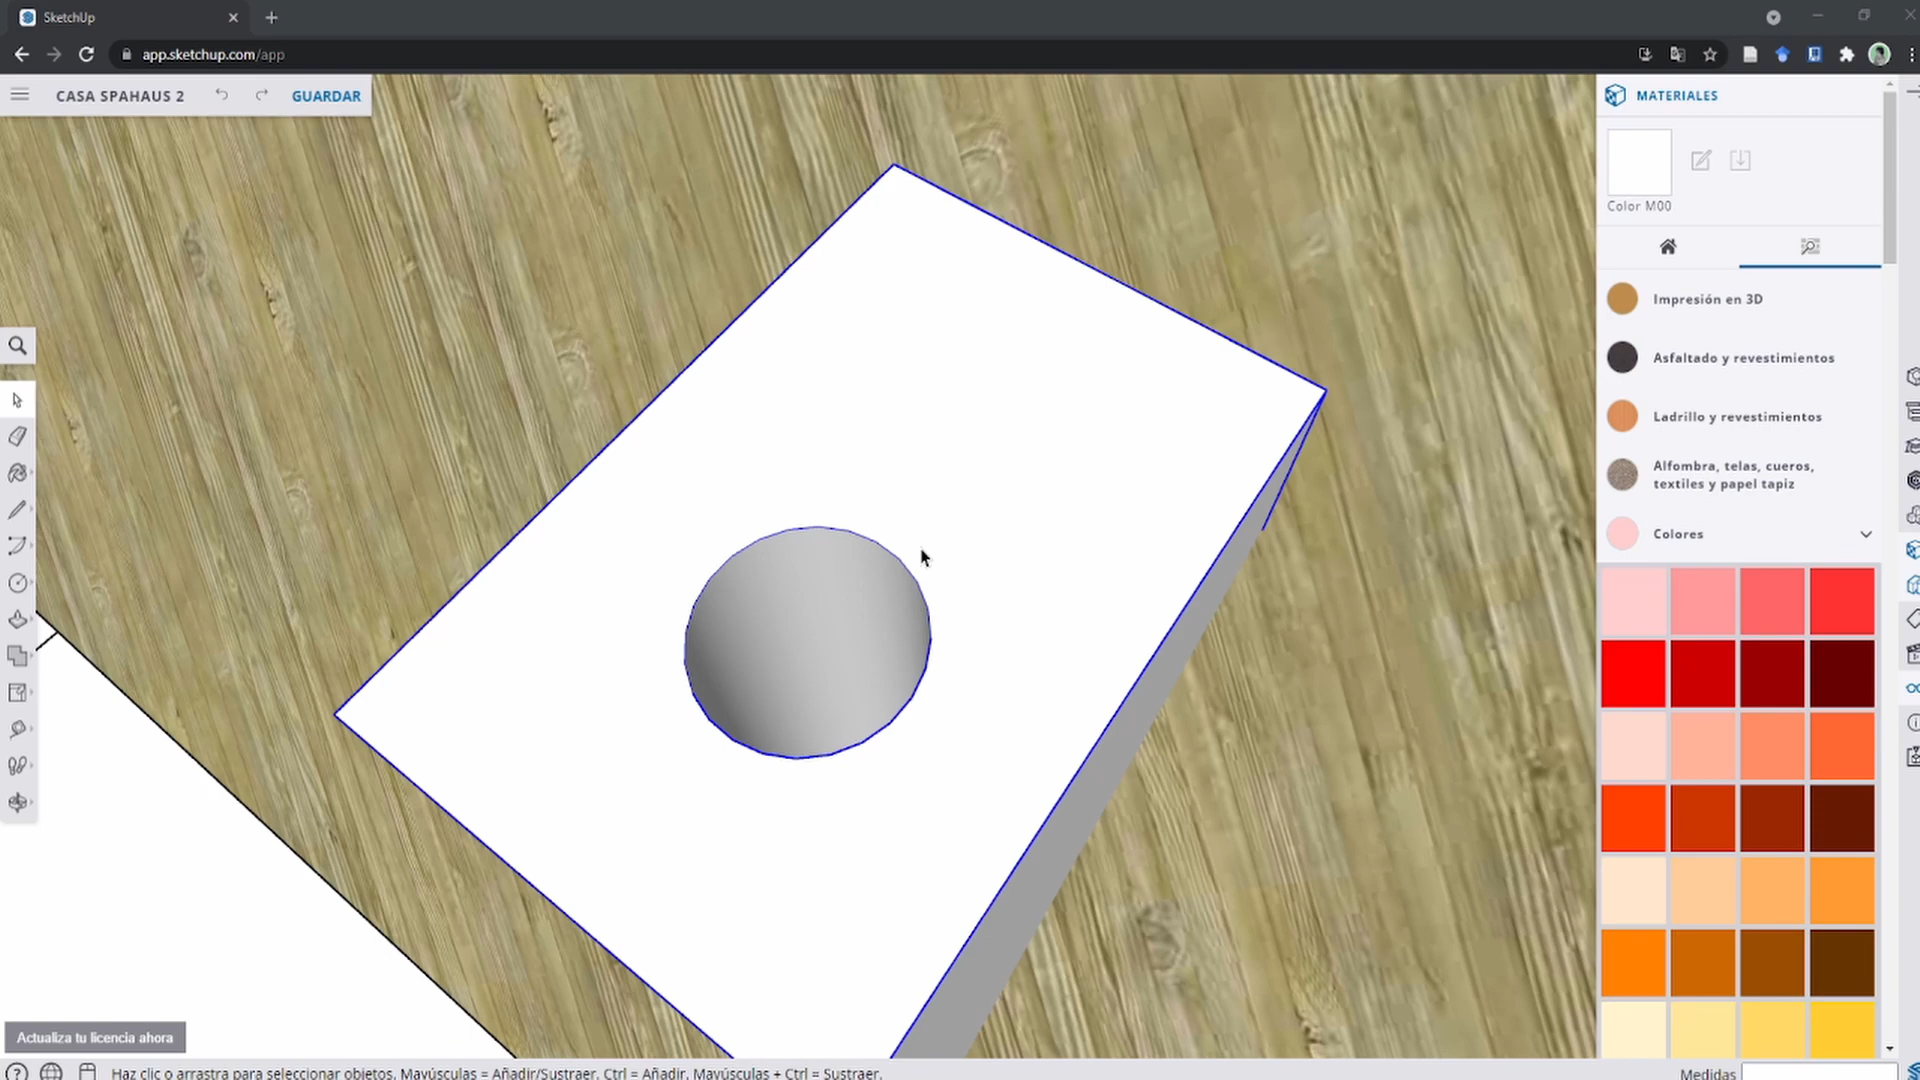 SketchUp
app.sketchup.com/app
CASA SPAHAUS 2
GUARDAR
MATERIALES
Color M00
Impresión en 3D
Asfaltado y revestimientos
Ladrillo y revestimientos
Alfombra, telas, cueros,
textiles y papel tapiz
Colores
Actualiza tu licencia ahora
Haz clic o arrastra para seleccionar objetos. Mayúsculas = Añadir/Sustraer. Ctrl = Añadir. Mayúsculas + Ctrl = Sustraer.
Medidas